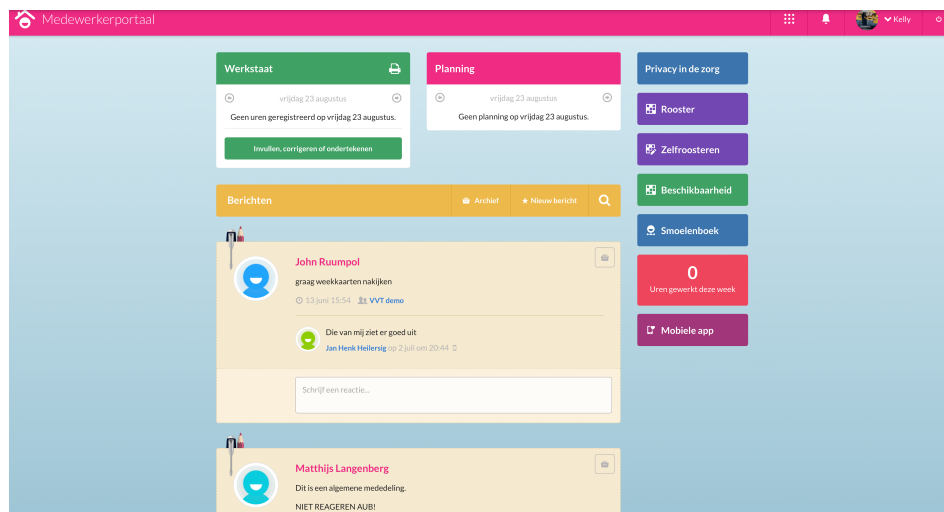 Medewerkerportaal
Kelly
Werkstaat
vrijdag 23 augustus
Geen uren geregistreerd op vrijdag 23 augustus.
Invullen, corrigeren of ondertekenen
Planning
vrijdag 23 augustus
Geen planning op vrijdag 23 augustus.
Privacy in de zorg
Rooster
Zelfroosteren
Beschikbaarheid
Smoelenboek
0
Uren gewerkt deze week
Mobiele app
Berichten
Archief
Nieuw bericht
John Ruumpol
graag weekkaarten nakijken
13 juni 15:54 VVT demo
Die van mij ziet er goed uit
Jan Henk Heilersig op 2 juli om 20:44
Schrijf een reactie...
Matthijs Langenberg
Dit is een algemene mededeling.
NIET REAGEREN AUB!